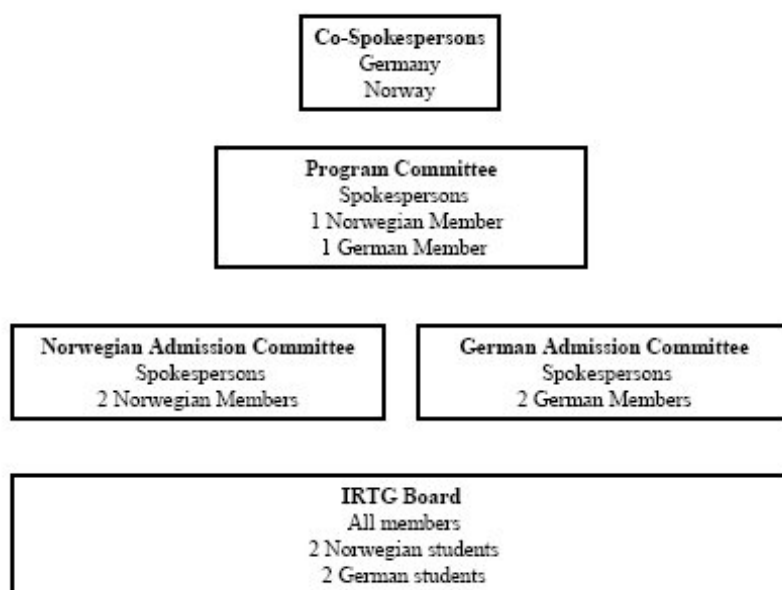 Co-Spokespersons
Germany
Norway
Program Committee
Spokespersons
1 Norwegian Member
1 German Member
Norwegian Admission Committee
Spokespersons
2 Norwegian Members
German Admission Committee
Spokespersons
2 German Members
IRTG Board
All members
2 Norwegian students
2 German students